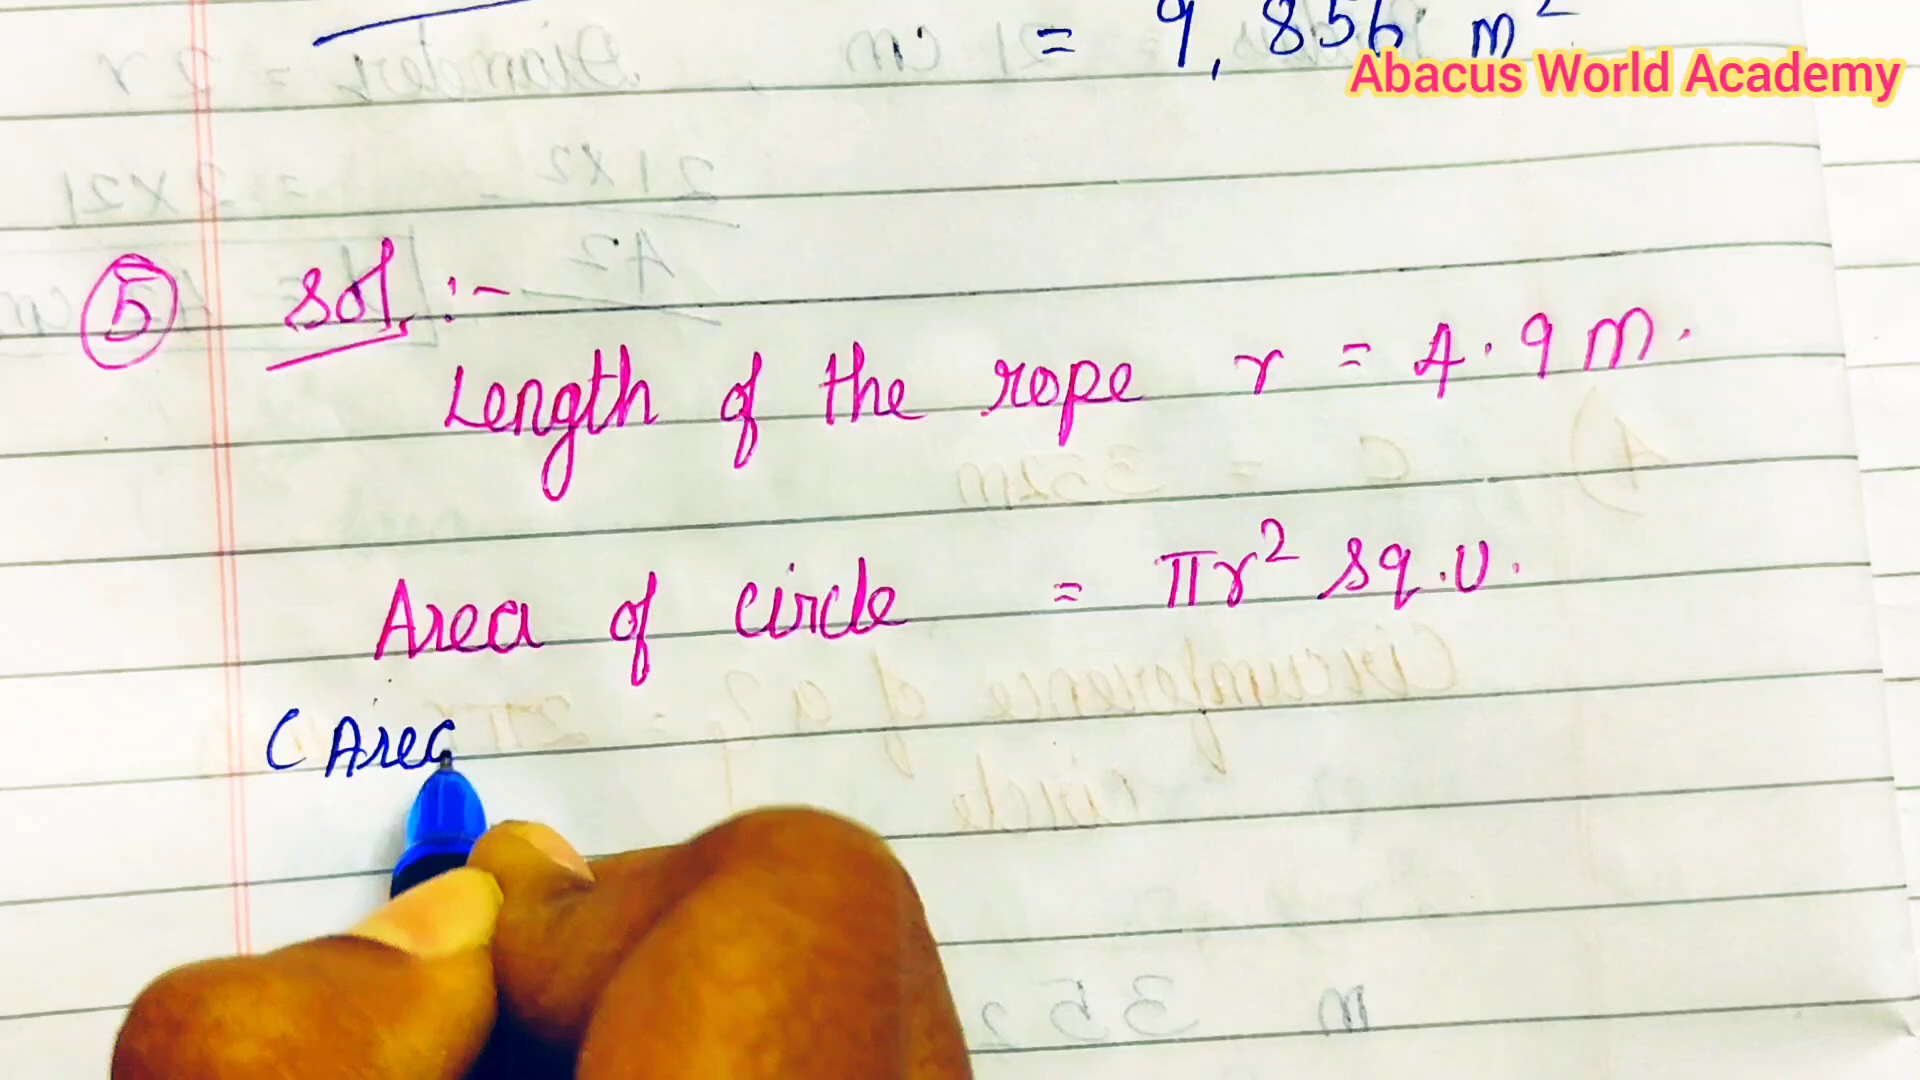 = 9,856 m²
Abacus World Academy
5 Sol :-
Length of the rope r = 4.9 m.
Area of circle = πr² sq.u.
( Area